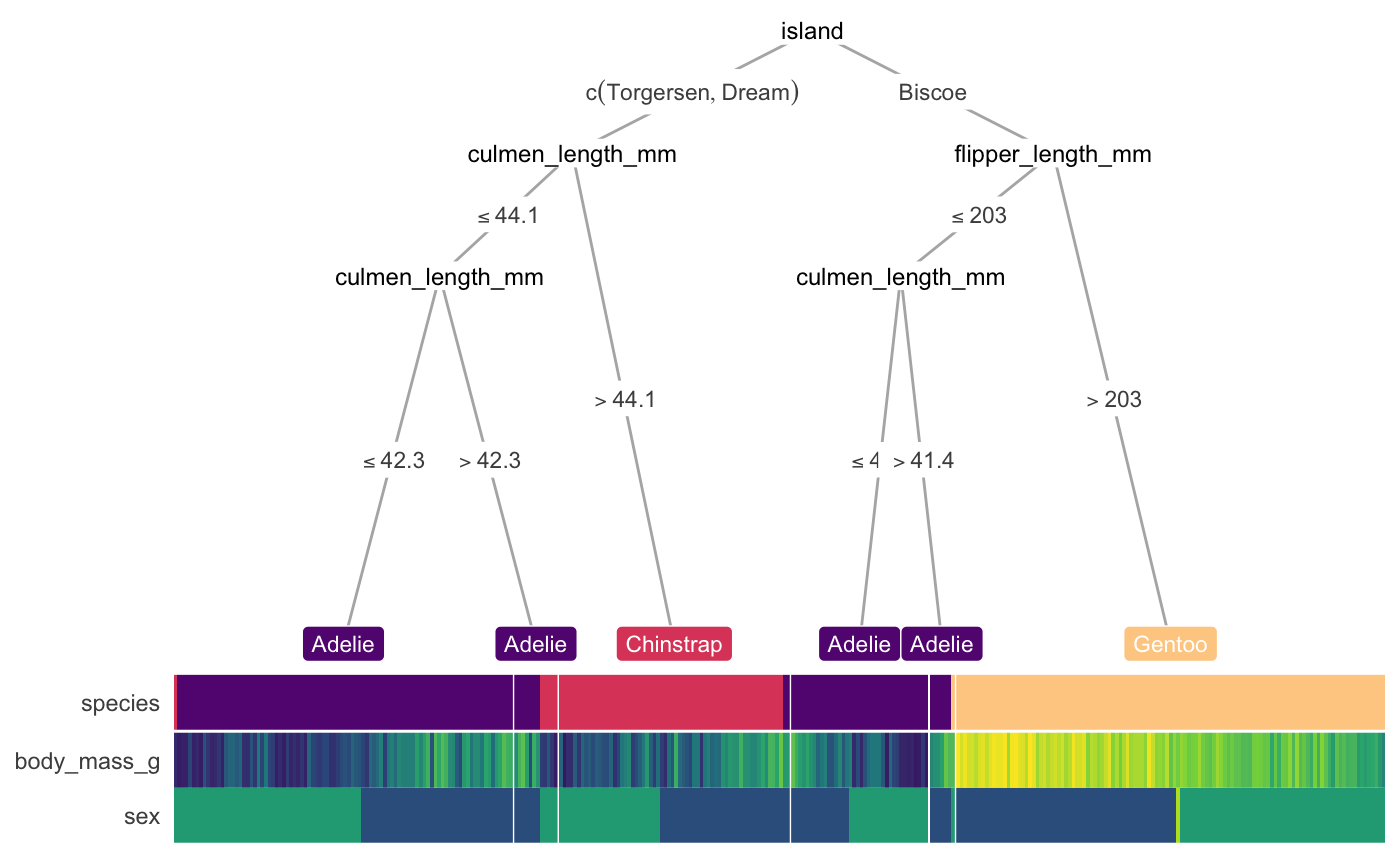 island
c(Torgersen, Dream) Biscoe
culmen_length_mm flipper_length_mm
≤ 44.1 ≤ 203
culmen_length_mm culmen_length_mm
> 44.1 > 203
≤ 42.3 > 42.3 ≤ 4 > 41.4
Adelie Adelie Chinstrap Adelie Adelie Gentoo
species
body_mass_g
sex